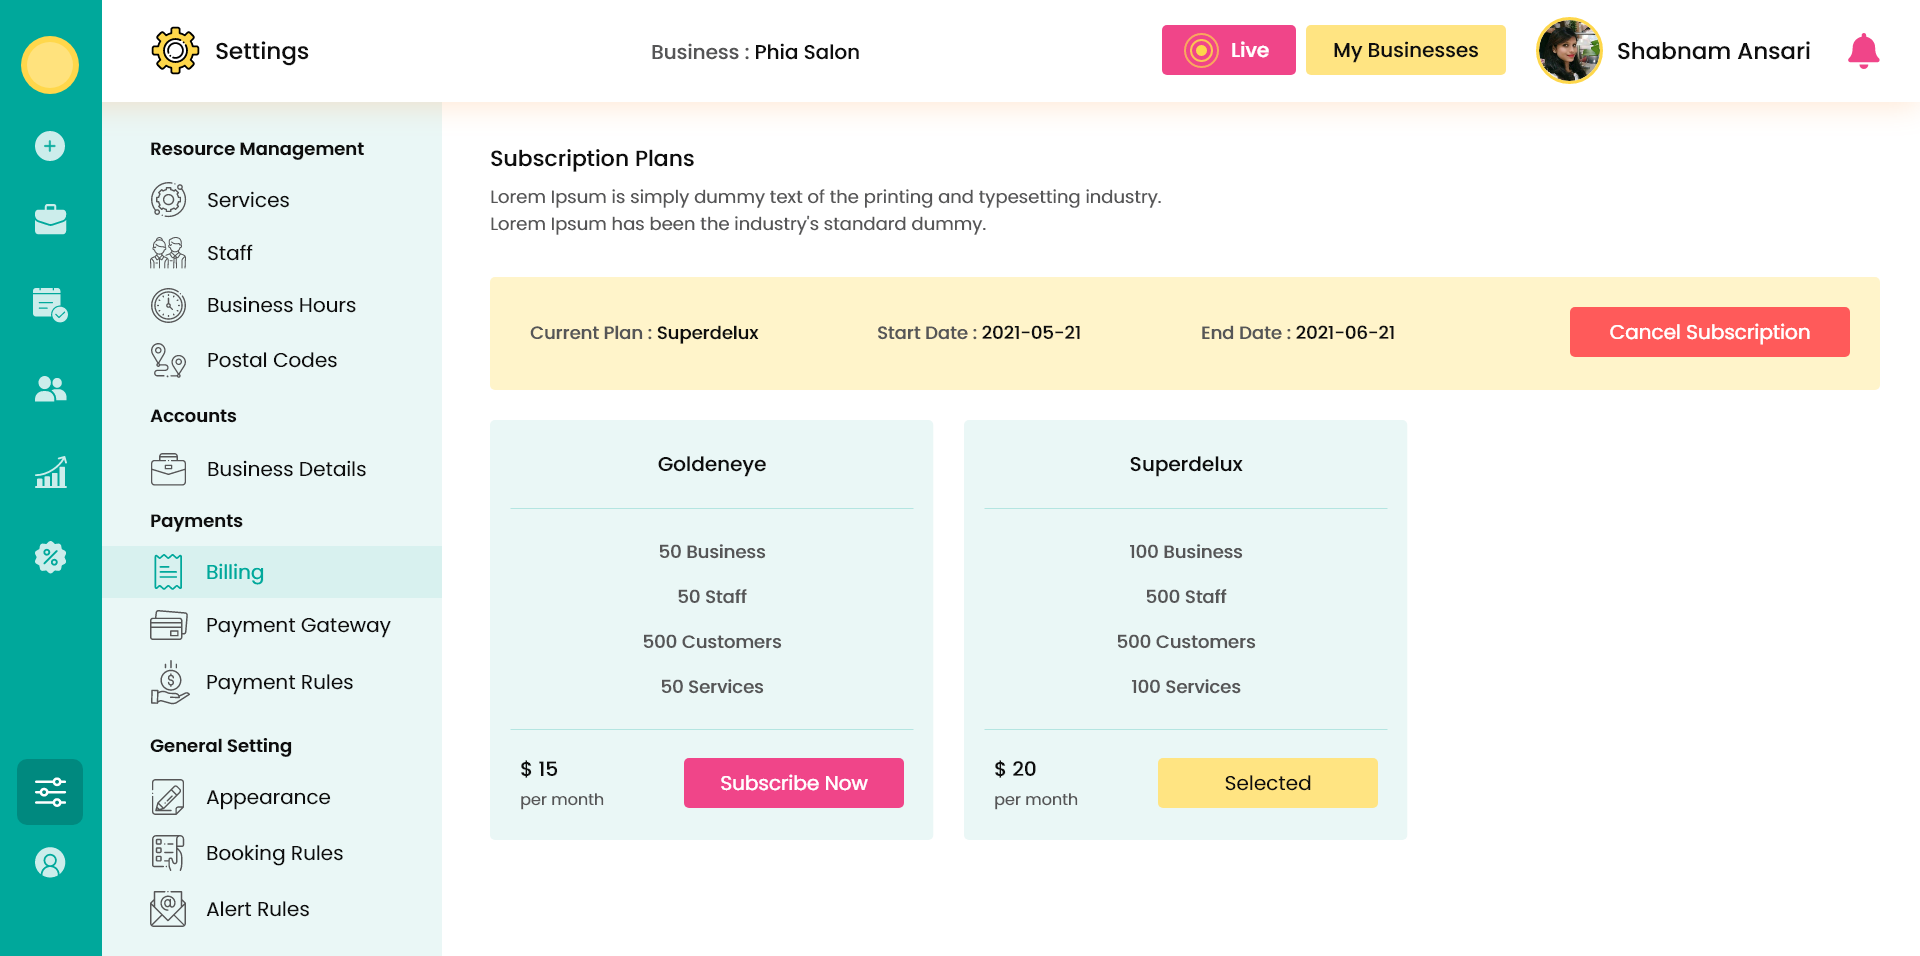 Settings
Business : Phia Salon
Live
My Businesses
Shabnam Ansari
Resource Management
Services
Staff
Business Hours
Postal Codes
Accounts
Business Details
Payments
Billing
Payment Gateway
Payment Rules
General Setting
Appearance
Booking Rules
Alert Rules
Subscription Plans
Lorem Ipsum is simply dummy text of the printing and typesetting industry.
Lorem Ipsum has been the industry's standard dummy.
Current Plan : Superdelux
Start Date : 2021-05-21
End Date : 2021-06-21
Cancel Subscription
Goldeneye
50 Business
50 Staff
500 Customers
50 Services
$ 15
per month
Subscribe Now
Superdelux
100 Business
500 Staff
500 Customers
100 Services
$ 20
per month
Selected